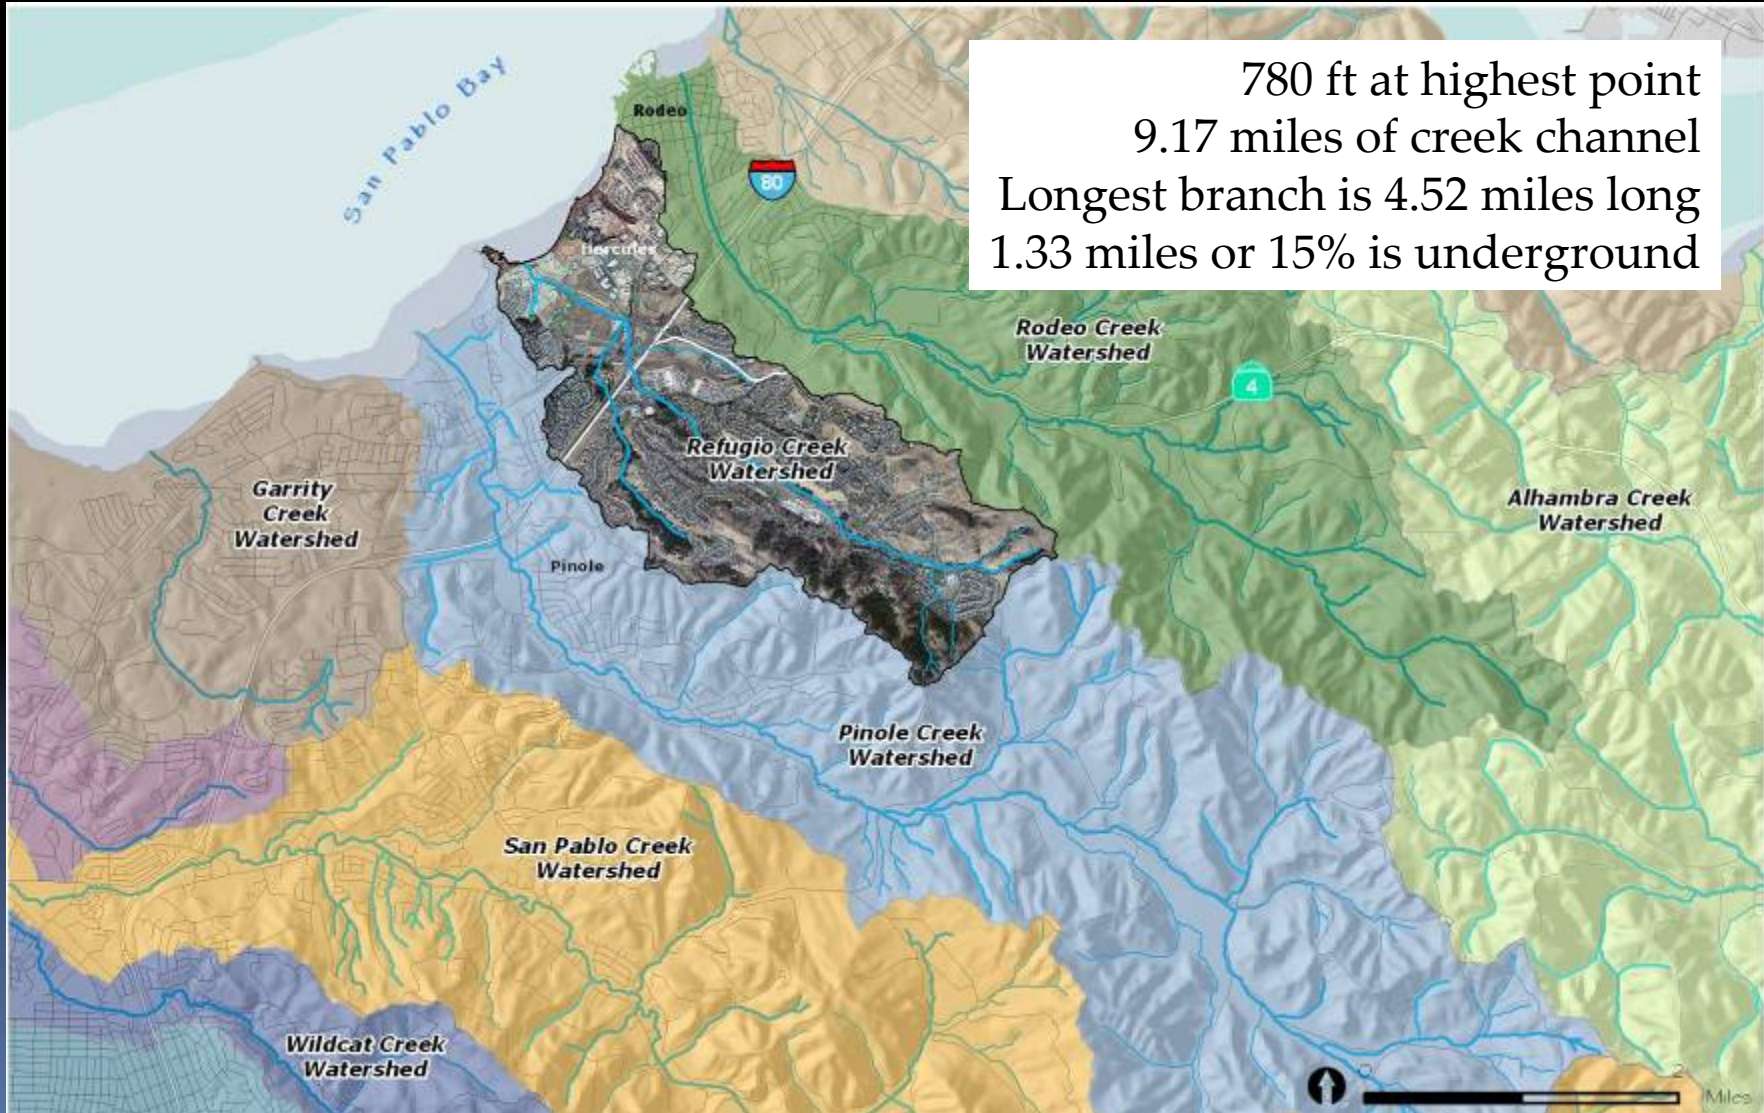 780 ft at highest point
9.17 miles of creek channel
Longest branch is 4.52 miles long
1.33 miles or 15% is underground
San Pablo Bay
Rodeo
80
Hercules
Rodeo Creek
Watershed
4
Refugio Creek
Watershed
Garrity
Creek
Watershed
Alhambra Creek
Watershed
Pinole
Pinole Creek
Watershed
San Pablo Creek
Watershed
Wildcat Creek
Watershed
0
2
Miles